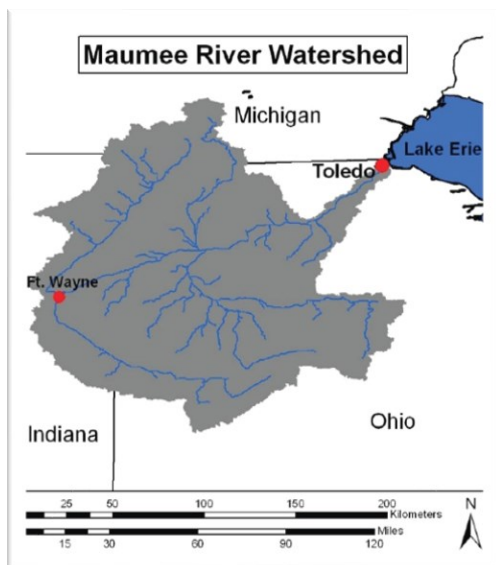 Maumee River Watershed
Michigan
Lake Erie
Toledo
Ft. Wayne
Indiana
Ohio
25 50 100 150 200
Kilometers
Miles
15 30 60 90 120
N